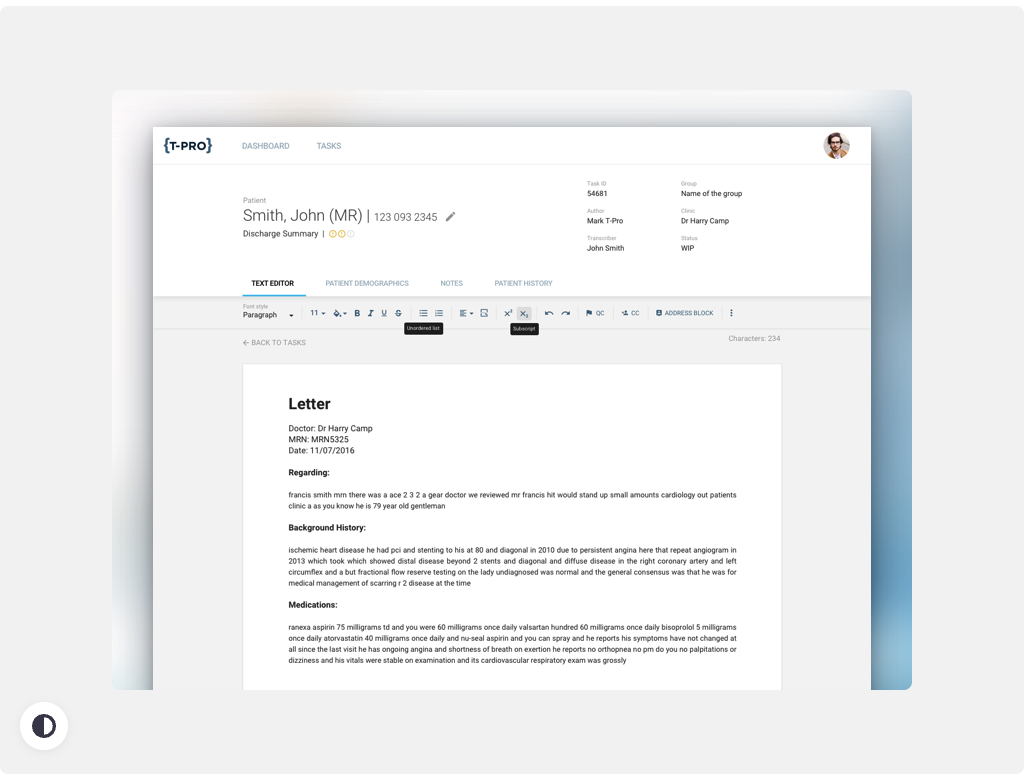 {T-PRO}
DASHBOARD
TASKS
Patient
Smith, John (MR) | 123 093 2345
Discharge Summary |
Task ID
54681
Group
Name of the group
Author
Mark T-Pro
Clinic
Dr Harry Camp
Transcriber
John Smith
Status
WIP
TEXT EDITOR
PATIENT DEMOGRAPHICS
NOTES
PATIENT HISTORY
Font style
Paragraph
11
B I U S
X²
X₂
QC
CC
ADDRESS BLOCK
Unordered list
Subscript
← BACK TO TASKS
Characters: 234
Letter
Doctor: Dr Harry Camp
MRN: MRN5325
Date: 11/07/2016
Regarding:
francis smith mrn there was a ace 2 3 2 a gear doctor we reviewed mr francis hit would stand up small amounts cardiology out patients
clinic a as you know he is 79 year old gentleman
Background History:
ischemic heart disease he had pci and stenting to his at 80 and diagonal in 2010 due to persistent angina here that repeat angiogram in
2013 which took which showed distal disease beyond 2 stents and diagonal and diffuse disease in the right coronary artery and left
circumflex and a but fractional flow reserve testing on the lady undiagnosed was normal and the general consensus was that he was for
medical management of scarring r 2 disease at the time
Medications:
ranexa aspirin 75 milligrams td and you were 60 milligrams once daily valsartan hundred 60 milligrams once daily bisoprolol 5 milligrams
once daily atorvastatin 40 milligrams once daily and nu-seal aspirin and you can spray and he reports his symptoms have not changed at
all since the last visit he has ongoing angina and shortness of breath on exertion he reports no orthopnea no pm do you no palpitations or
dizziness and his vitals were stable on examination and its cardiovascular respiratory exam was grossly